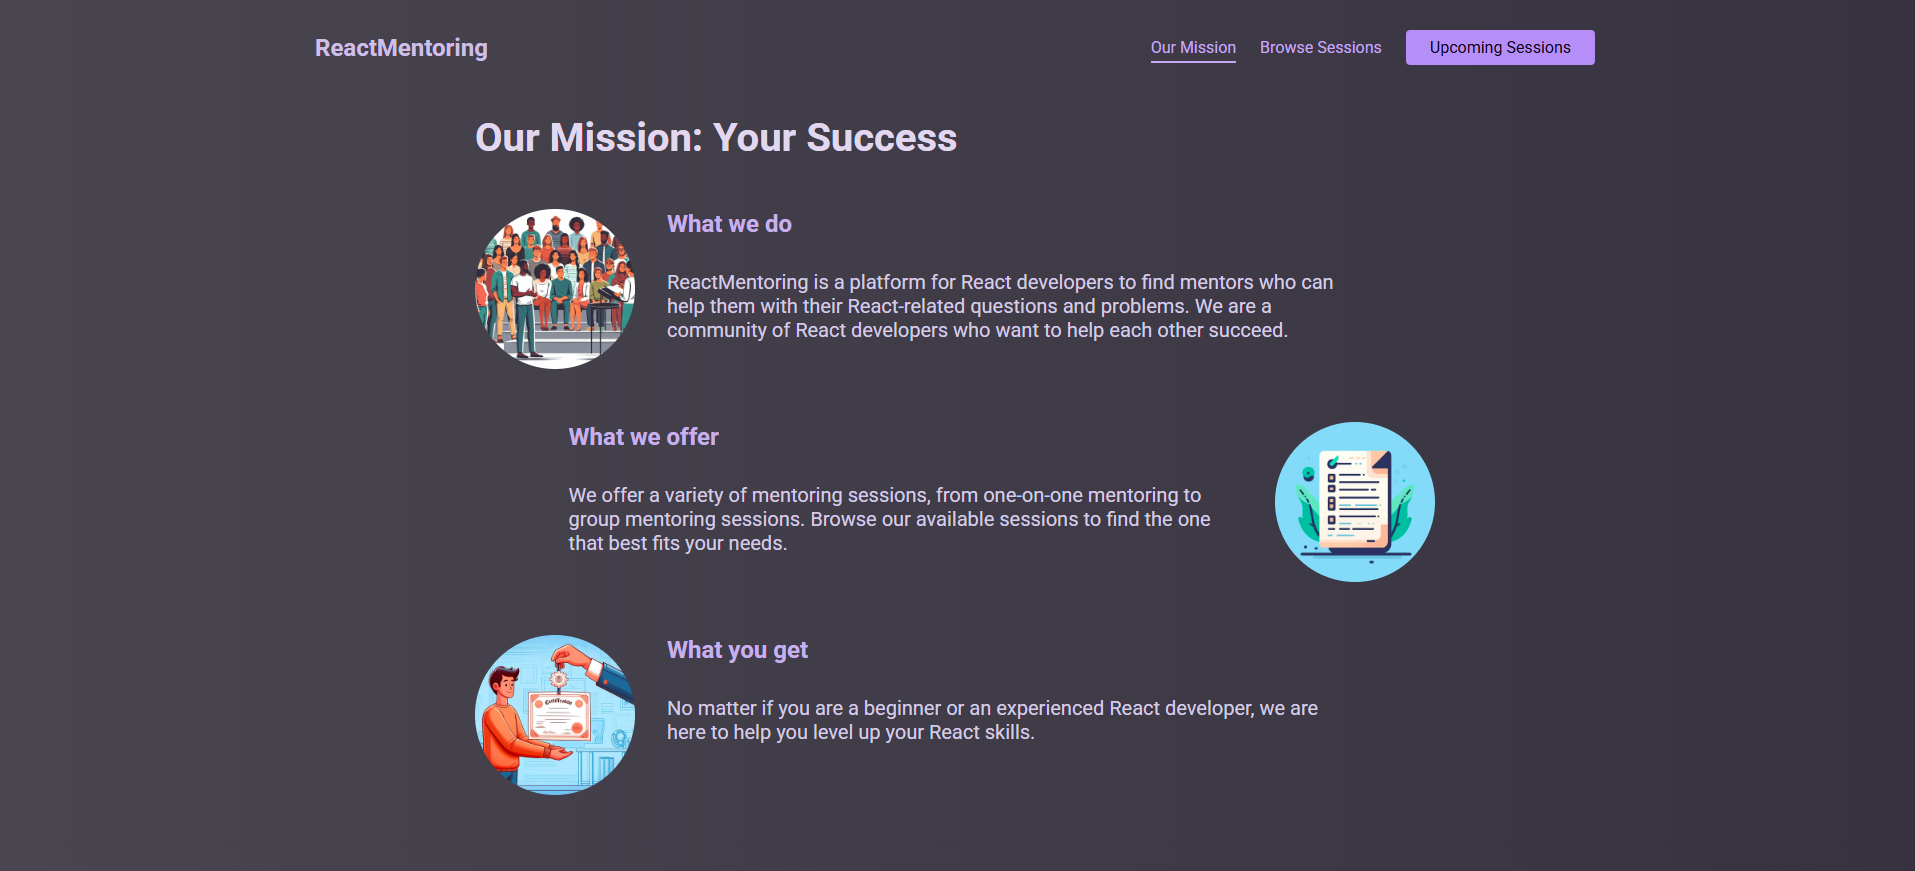 ReactMentoring
Our Mission
Browse Sessions
Upcoming Sessions
Our Mission: Your Success
What we do
ReactMentoring is a platform for React developers to find mentors who can
help them with their React-related questions and problems. We are a
community of React developers who want to help each other succeed.
What we offer
We offer a variety of mentoring sessions, from one-on-one mentoring to
group mentoring sessions. Browse our available sessions to find the one
that best fits your needs.
What you get
No matter if you are a beginner or an experienced React developer, we are
here to help you level up your React skills.